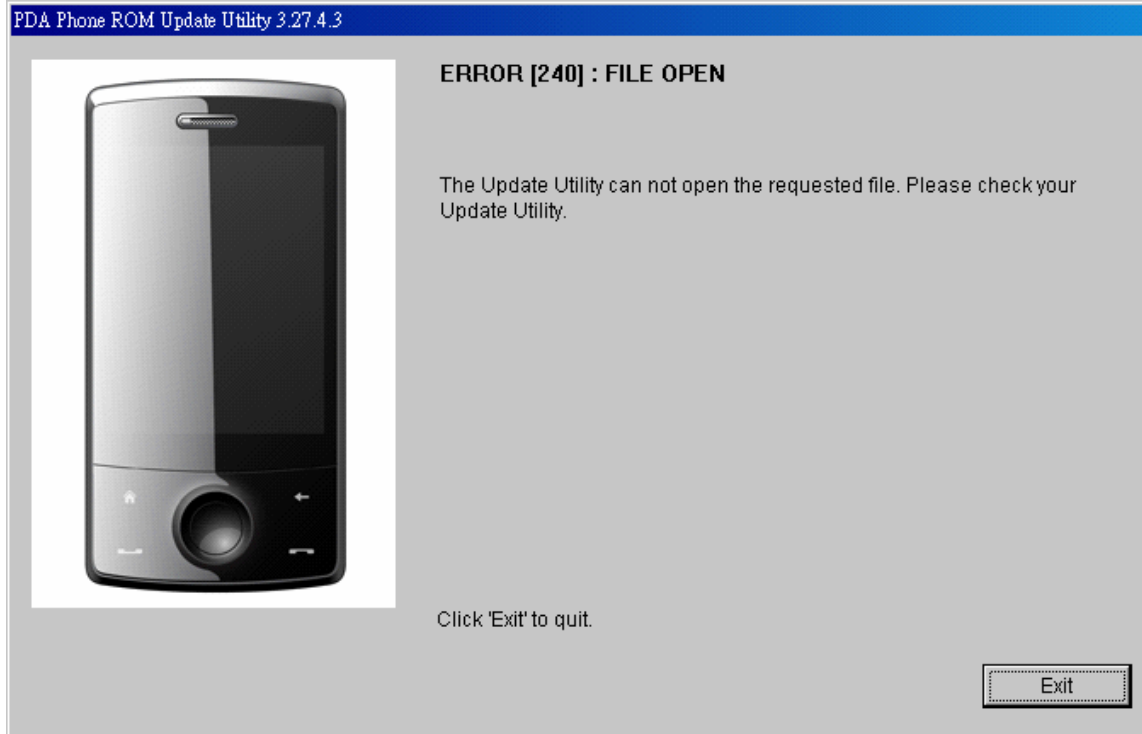 PDA Phone ROM Update Utility 3.27.4.3
ERROR [240] : FILE OPEN
The Update Utility can not open the requested file. Please check your
Update Utility.
Click 'Exit' to quit.
Exit